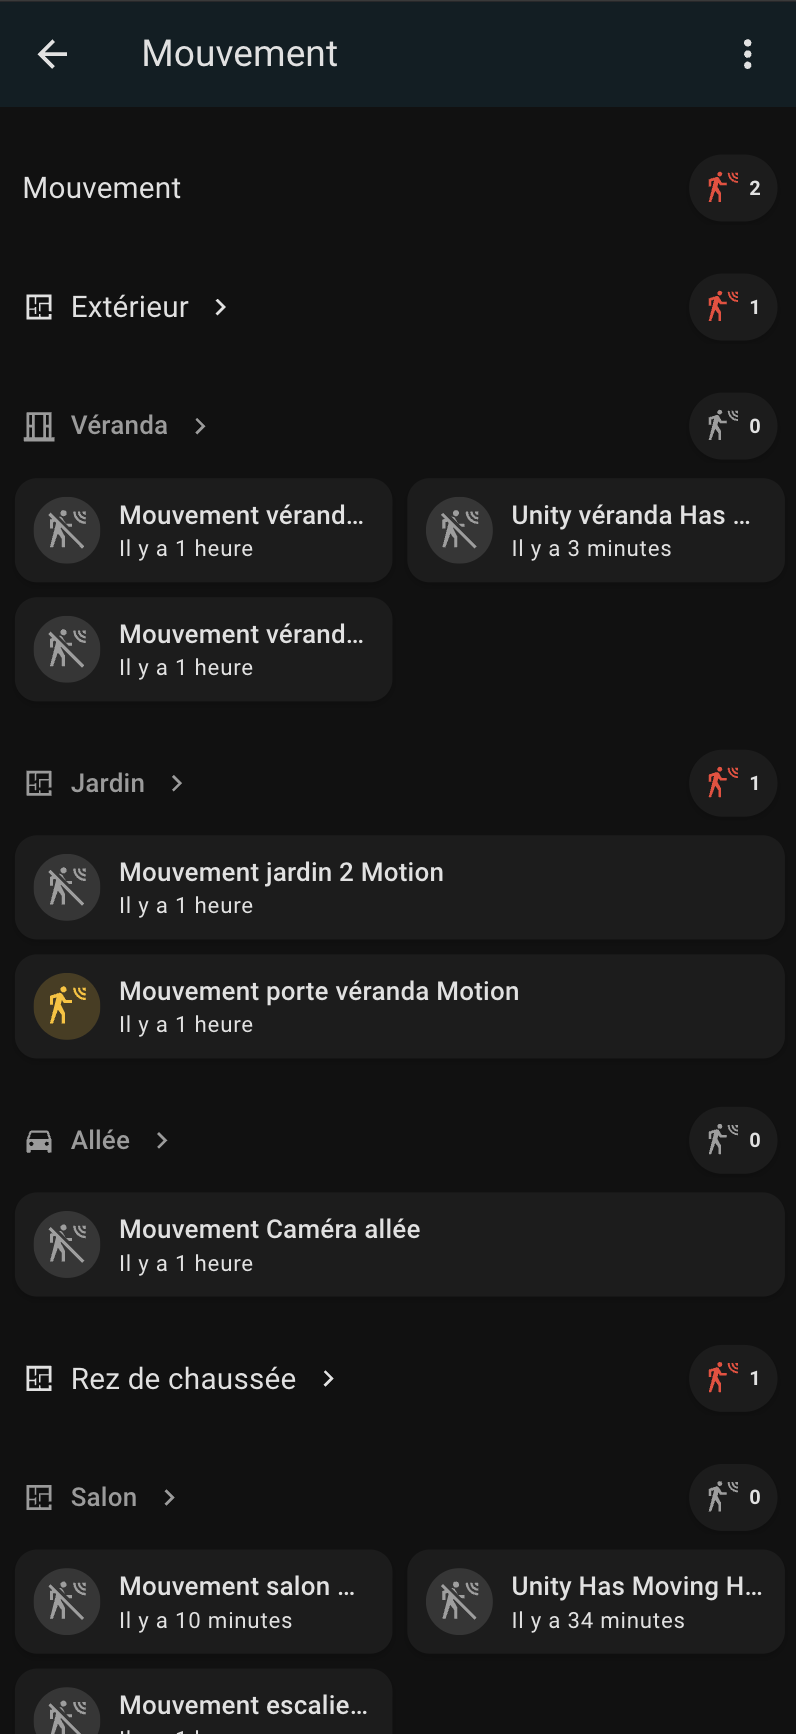 Mouvement
Mouvement
2
Extérieur
1
Véranda
0
Mouvement vérand...
Il y a 1 heure
Unity véranda Has ...
Il y a 3 minutes
Mouvement vérand...
Il y a 1 heure
Jardin
1
Mouvement jardin 2 Motion
Il y a 1 heure
Mouvement porte véranda Motion
Il y a 1 heure
Allée
0
Mouvement Caméra allée
Il y a 1 heure
Rez de chaussée
1
Salon
0
Mouvement salon ...
Il y a 10 minutes
Unity Has Moving H...
Il y a 34 minutes
Mouvement escalie...